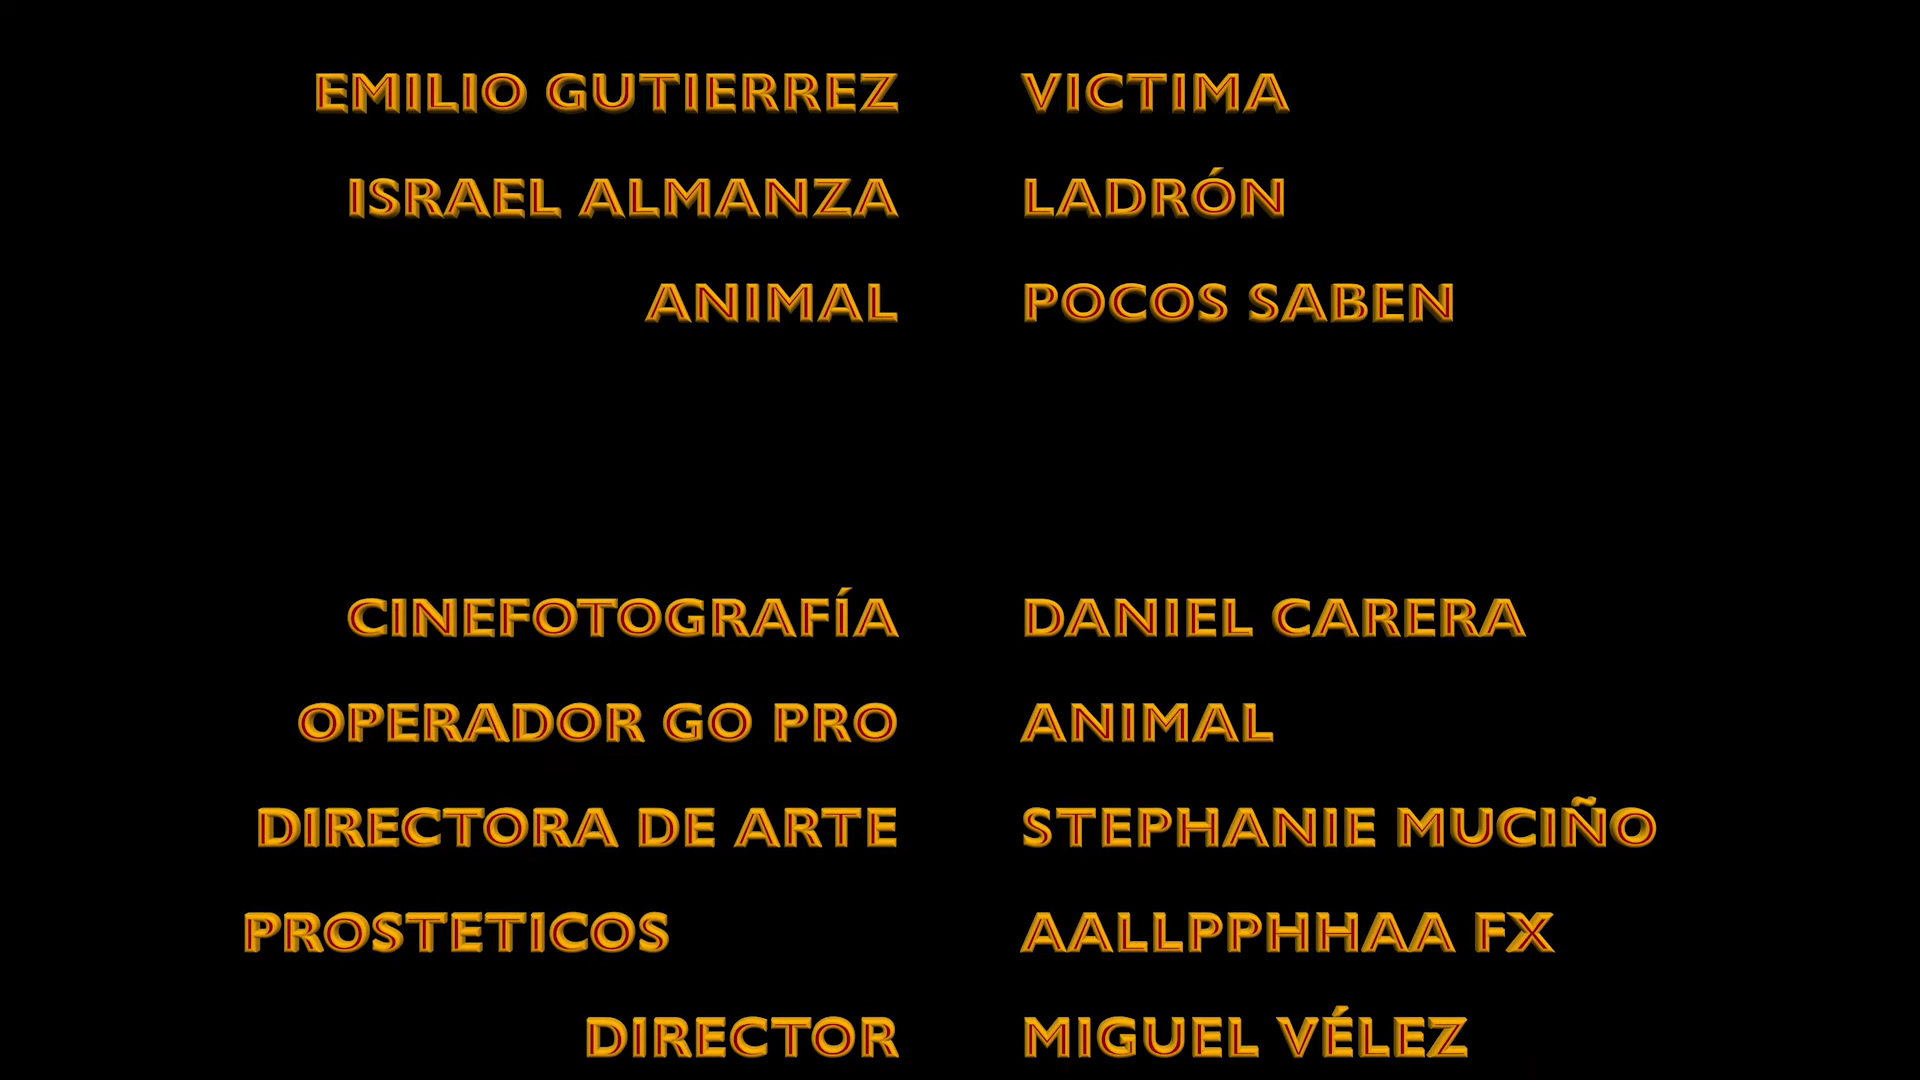 EMILIO GUTIERREZ VICTIMA
ISRAEL ALMANZA LADRÓN
ANIMAL POCOS SABEN
CINEFOTOGRAFÍA DANIEL CARERA
OPERADOR GO PRO ANIMAL
DIRECTORA DE ARTE STEPHANIE MUCIÑO
PROSTETICOS AALLPPHHAA FX
DIRECTOR MIGUEL VÉLEZ